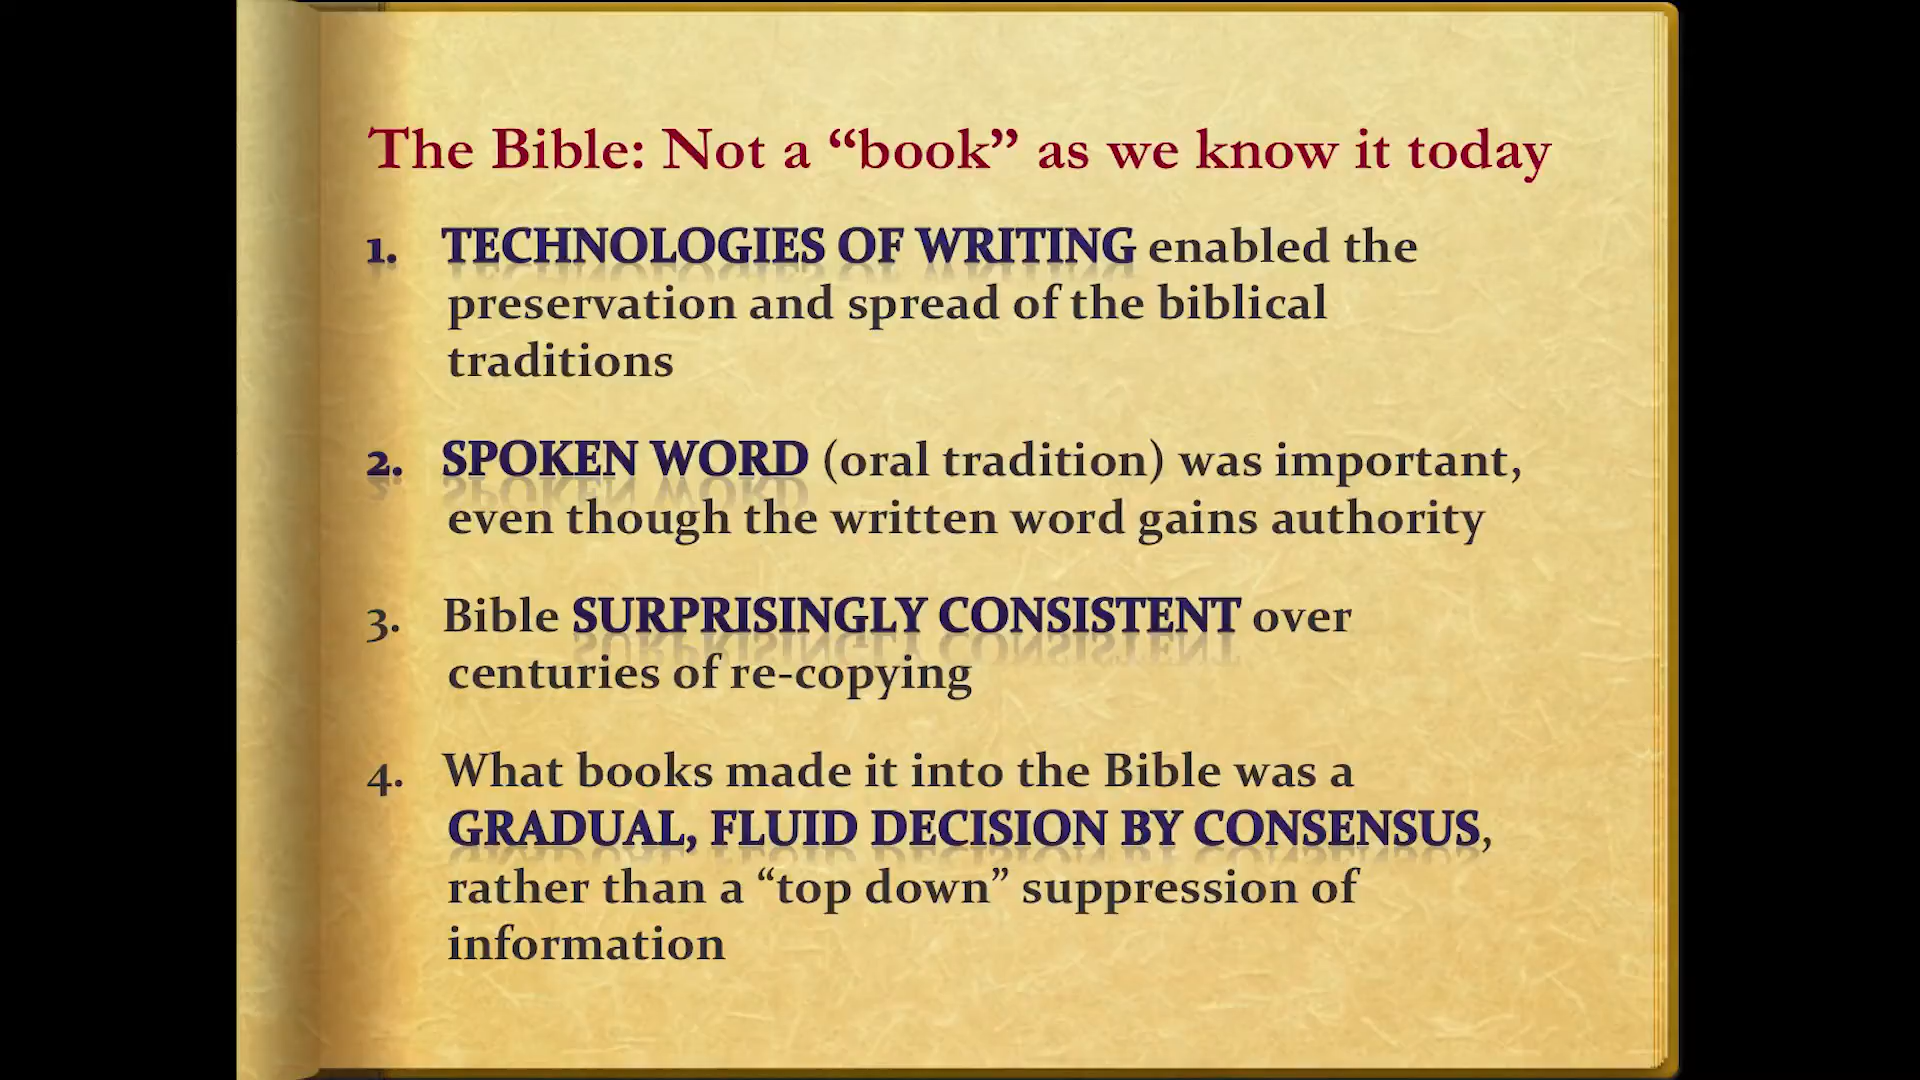 The Bible: Not a “book” as we know it today
1. TECHNOLOGIES OF WRITING enabled the
preservation and spread of the biblical
traditions
2. SPOKEN WORD (oral tradition) was important,
even though the written word gains authority
3. Bible SURPRISINGLY CONSISTENT over
centuries of re-copying
4. What books made it into the Bible was a
GRADUAL, FLUID DECISION BY CONSENSUS,
rather than a “top down” suppression of
information